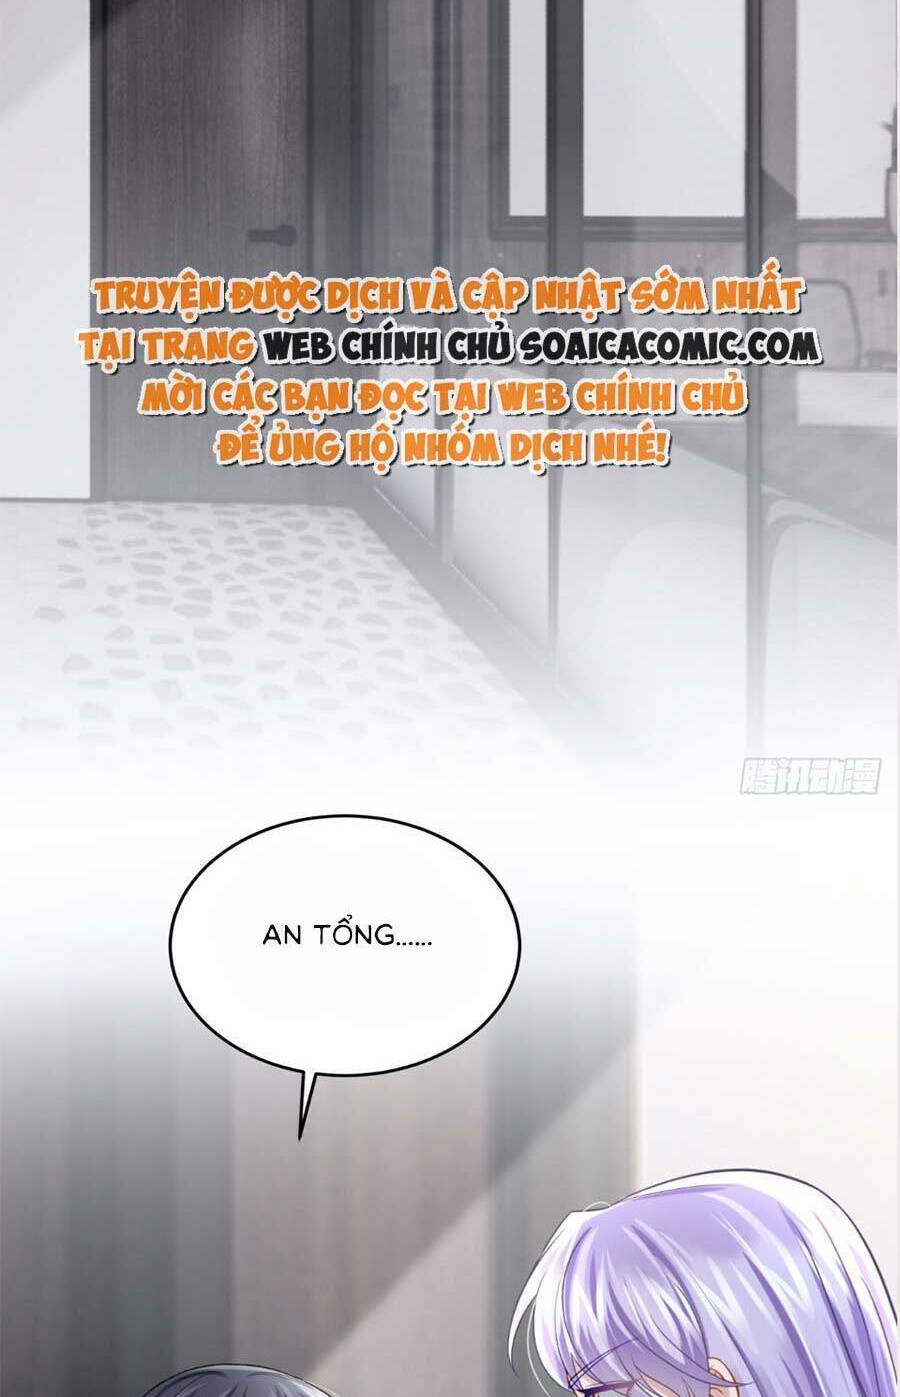 TRUYỆN ĐƯỢC DỊCH VÀ CẬP NHẬT SỚM NHẤT
TẠI TRANG WEB CHÍNH CHỦ SOAICACOMIC.COM
MỜI CÁC BẠN ĐỌC TẠI WEB CHÍNH CHỦ
ĐỂ ỦNG HỘ NHÓM DỊCH NHÉ!
腾讯动漫
AN TỔNG......